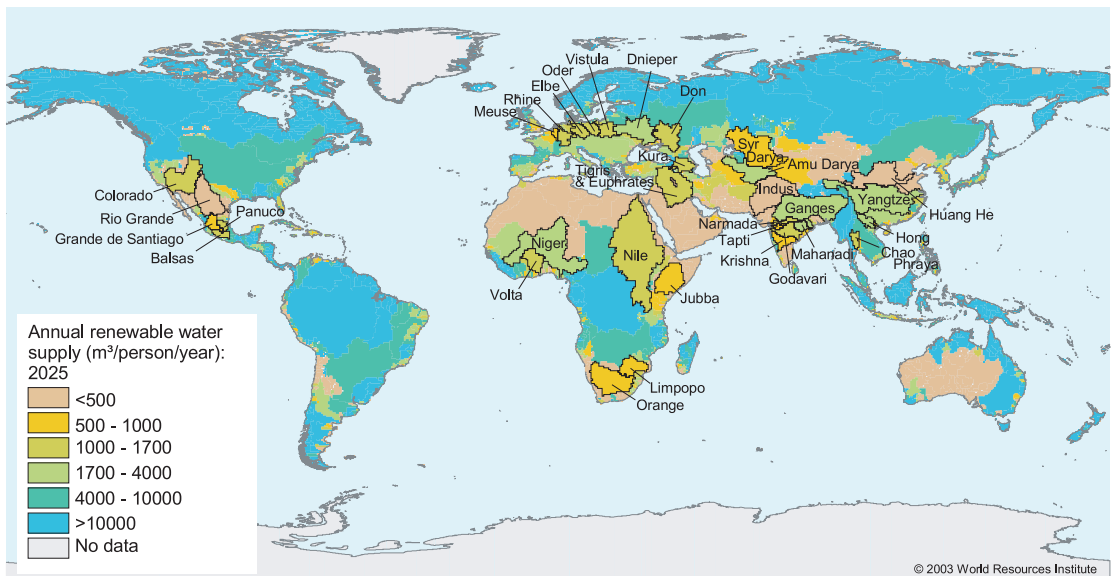 Vistula
Dnieper
Oder
Elbe
Don
Rhine
Meuse
Syr
Darya
Kura
Amu Darya
Tigris
& Euphrates
Colorado
Indus
Yangtze
Ganges
Rio Grande
Panuco
Huang He
Narmada
Grande de Santiago
Niger
Hong
Tapti
Mahanadi
Balsas
Nile
Chao
Phraya
Krishna
Godavari
Volta
Jubba
Annual renewable water
supply (m³/person/year):
2025
<500
500 - 1000
1000 - 1700
1700 - 4000
4000 - 10000
>10000
No data
Limpopo
Orange
© 2003 World Resources Institute